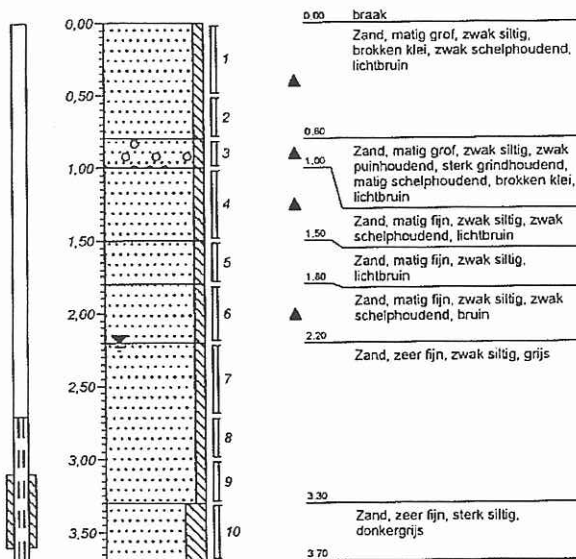 0,00
0,50
1,00
1,50
2,00
2,50
3,00
3,50
1
2
3
4
5
6
7
8
9
10
0.00 braak
Zand, matig grof, zwak siltig,
brokken klei, zwak schelphoudend,
lichtbruin
0.80
Zand, matig grof, zwak siltig, zwak
1.00 puinhoudend, sterk grindhoudend,
matig schelphoudend, brokken klei,
lichtbruin
Zand, matig fijn, zwak siltig, zwak
1.50 schelphoudend, lichtbruin
Zand, matig fijn, zwak siltig,
lichtbruin
1.80
Zand, matig fijn, zwak siltig, zwak
schelphoudend, bruin
2.20
Zand, zeer fijn, zwak siltig, grijs
3.30
Zand, zeer fijn, sterk siltig,
donkergrijs
3.70